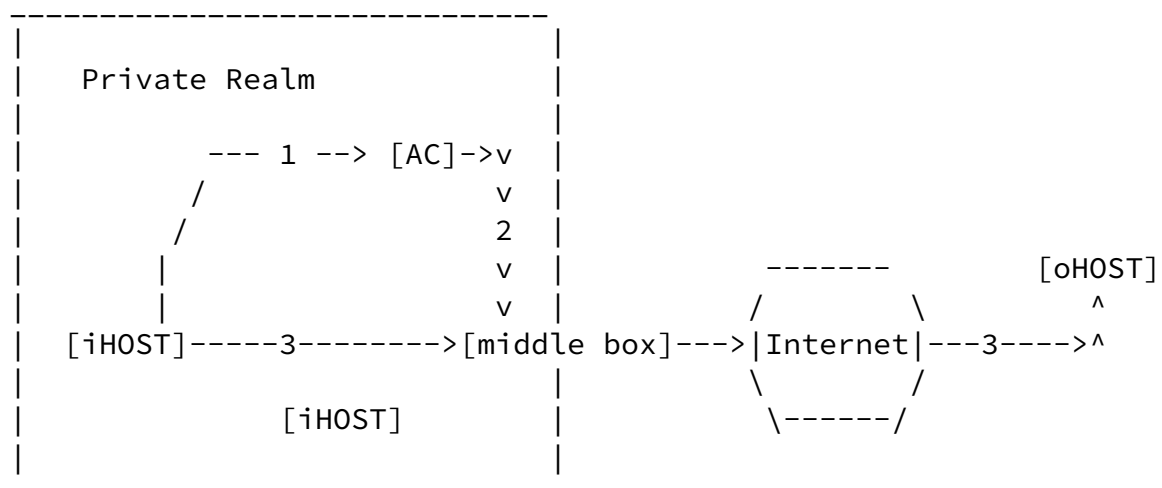 Private Realm
--- 1 --> [AC]->v
v
2
v
------- [oHOST]
v ^
[iHOST]-----3-------->[middle box]--->|Internet|---3---->^
[iHOST] \------/